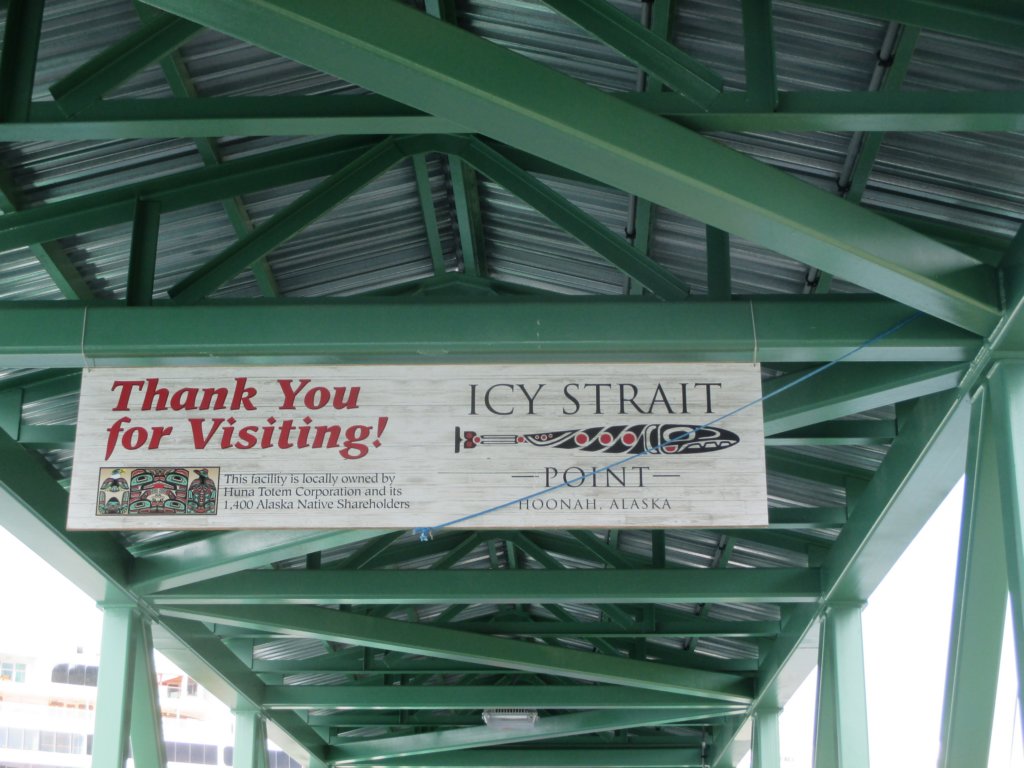 Thank You
for Visiting!
This facility is locally owned by
Huna Totem Corporation and its
1,400 Alaska Native Shareholders
ICY STRAIT
POINT
HOONAH, ALASKA